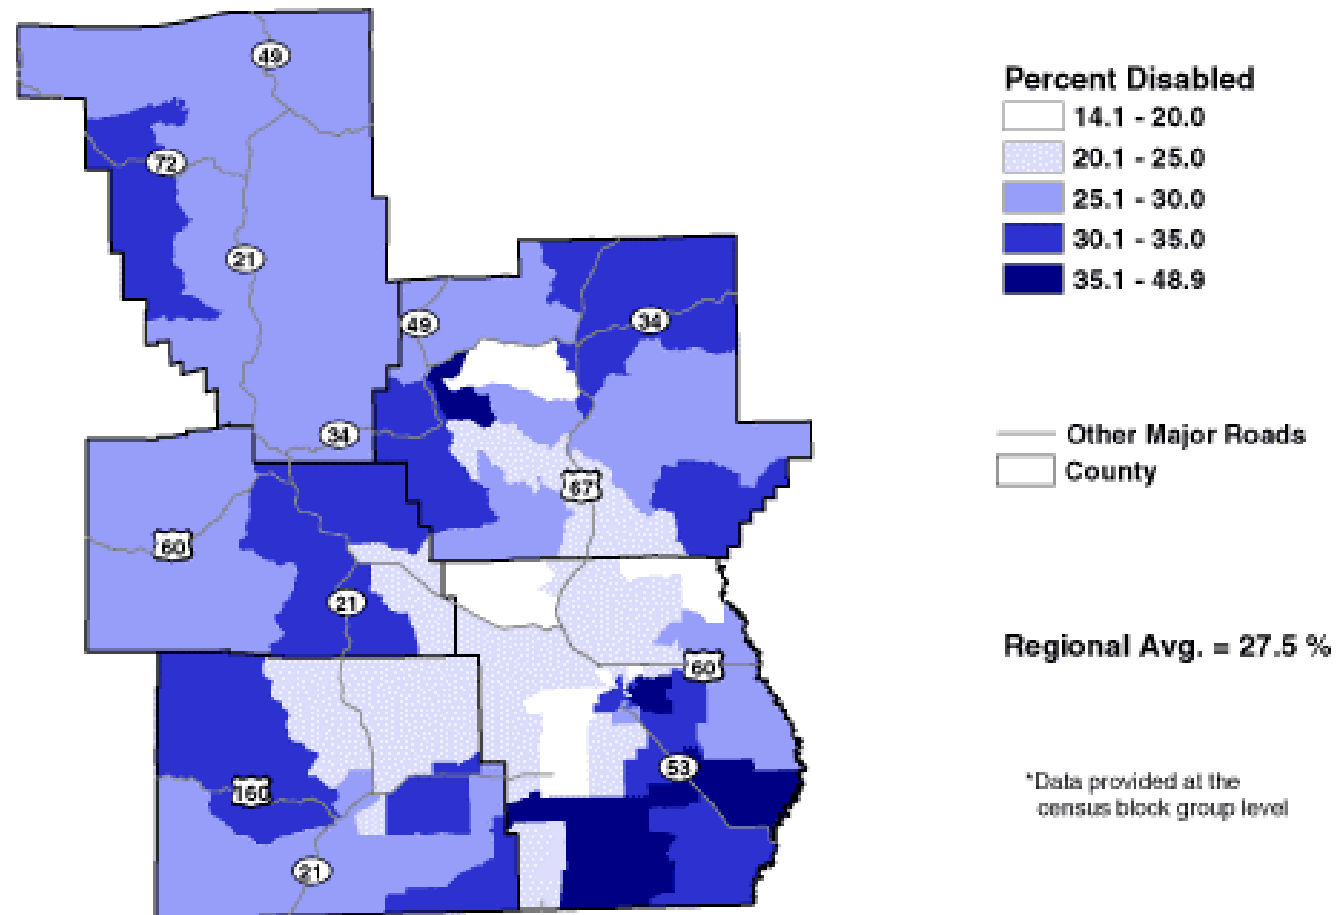 49
72
21
49
34
34
67
60
21
60
160
53
21
Percent Disabled
14.1 - 20.0
20.1 - 25.0
25.1 - 30.0
30.1 - 35.0
35.1 - 48.9
Other Major Roads
County
Regional Avg. = 27.5 %
*Data provided at the
census block group level